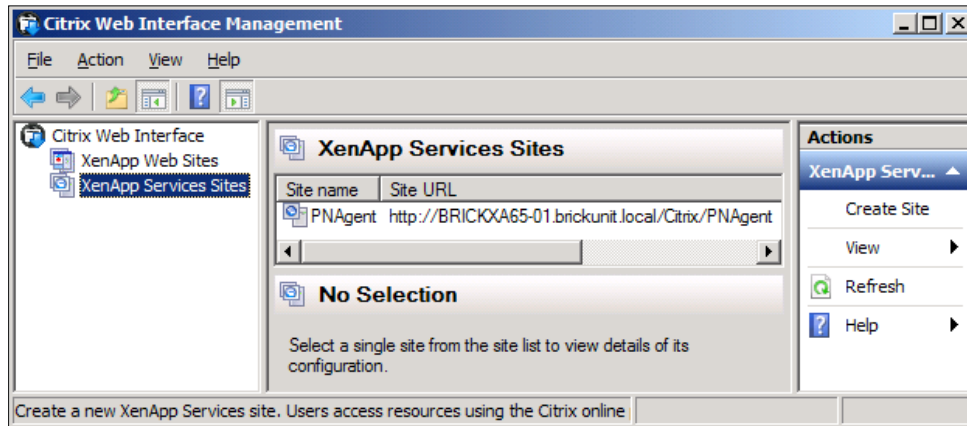 Citrix Web Interface Management
File Action View Help
Citrix Web Interface
XenApp Web Sites
XenApp Services Sites
XenApp Services Sites
Site name Site URL
PNAgent http://BRICKXA65-01.brickunit.local/Citrix/PNAgent
No Selection
Select a single site from the site list to view details of its
configuration.
Actions
XenApp Serv...
Create Site
View
Refresh
Help
Create a new XenApp Services site. Users access resources using the Citrix online